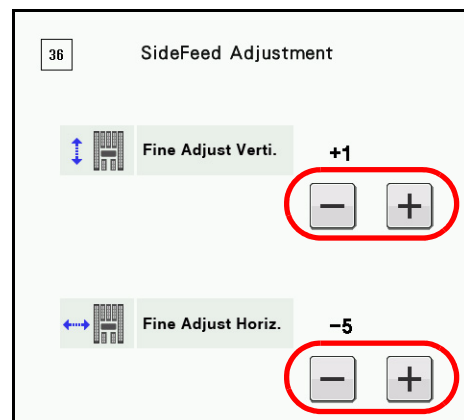 36
SideFeed Adjustment
Fine Adjust Verti.
+1
− +
Fine Adjust Horiz.
−5
− +